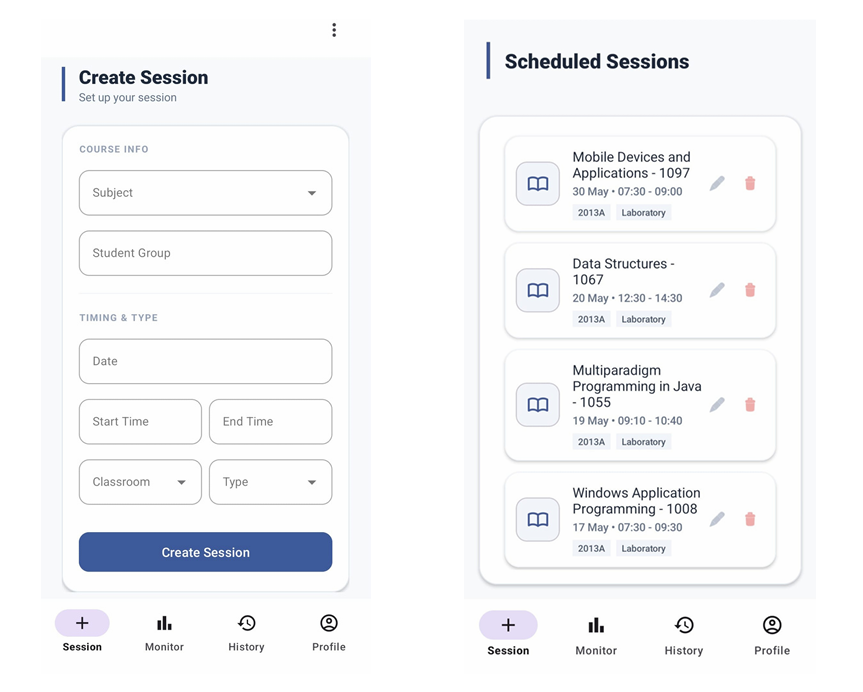 Create Session
Set up your session
COURSE INFO
Subject
Student Group
TIMING & TYPE
Date
Start Time
End Time
Classroom
Type
Create Session
Session
Monitor
History
Profile
Scheduled Sessions
Mobile Devices and
Applications - 1097
30 May • 07:30 - 09:00
2013A
Laboratory
Data Structures -
1067
20 May • 12:30 - 14:30
2013A
Laboratory
Multiparadigm
Programming in Java
- 1055
19 May • 09:10 - 10:40
2013A
Laboratory
Windows Application
Programming - 1008
17 May • 07:30 - 09:30
2013A
Laboratory
Session
Monitor
History
Profile